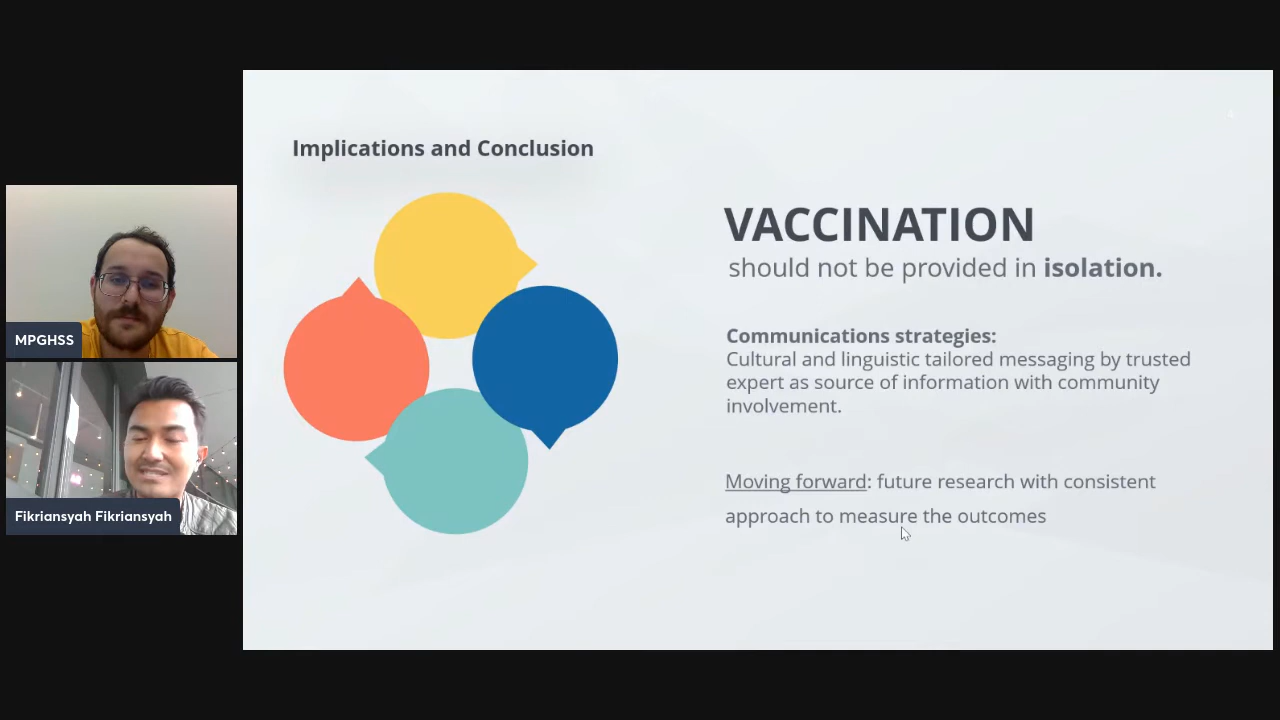 Implications and Conclusion
4
VACCINATION
should not be provided in isolation.
Communications strategies:
Cultural and linguistic tailored messaging by trusted
expert as source of information with community
involvement.
Moving forward: future research with consistent
approach to measure the outcomes
MPGHSS
Fikriansyah Fikriansyah